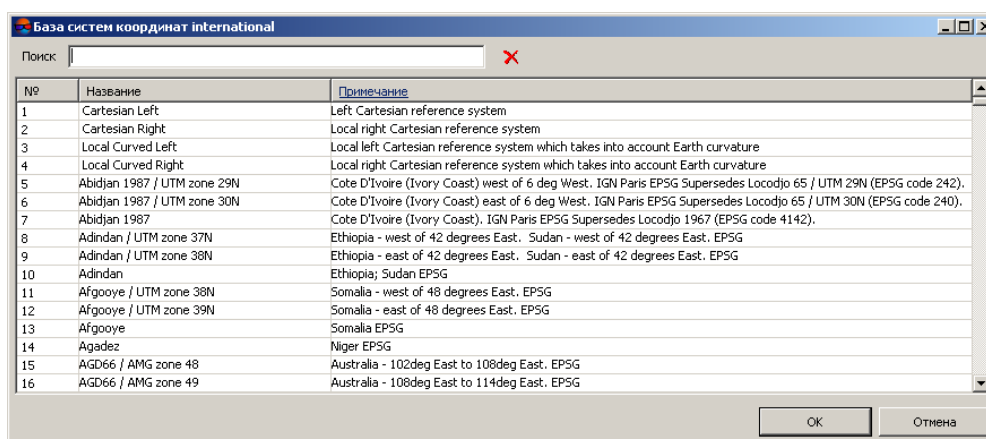 База систем координат international
Поиск
№ Название Примечание
1 Cartesian Left Left Cartesian reference system
2 Cartesian Right Local right Cartesian reference system
3 Local Curved Left Local left Cartesian reference system which takes into account Earth curvature
4 Local Curved Right Local right Cartesian reference system which takes into account Earth curvature
5 Abidjan 1987 / UTM zone 29N Cote D'Ivoire (Ivory Coast) west of 6 deg West. IGN Paris EPSG Supersedes Locodjo 65 / UTM 29N (EPSG code 242).
6 Abidjan 1987 / UTM zone 30N Cote D'Ivoire (Ivory Coast) east of 6 deg West. IGN Paris EPSG Supersedes Locodjo 65 / UTM 30N (EPSG code 240).
7 Abidjan 1987 Cote D'Ivoire (Ivory Coast). IGN Paris EPSG Supersedes Locodjo 1967 (EPSG code 4142).
8 Adindan / UTM zone 37N Ethiopia - west of 42 degrees East. Sudan - west of 42 degrees East. EPSG
9 Adindan / UTM zone 38N Ethiopia - east of 42 degrees East. Sudan - east of 42 degrees East. EPSG
10 Adindan Ethiopia; Sudan EPSG
11 Afgooye / UTM zone 38N Somalia - west of 48 degrees East. EPSG
12 Afgooye / UTM zone 39N Somalia - east of 48 degrees East. EPSG
13 Afgooye Somalia EPSG
14 Agadez Niger EPSG
15 AGD66 / AMG zone 48 Australia - 102deg East to 108deg East. EPSG
16 AGD66 / AMG zone 49 Australia - 108deg East to 114deg East. EPSG
OK Отмена